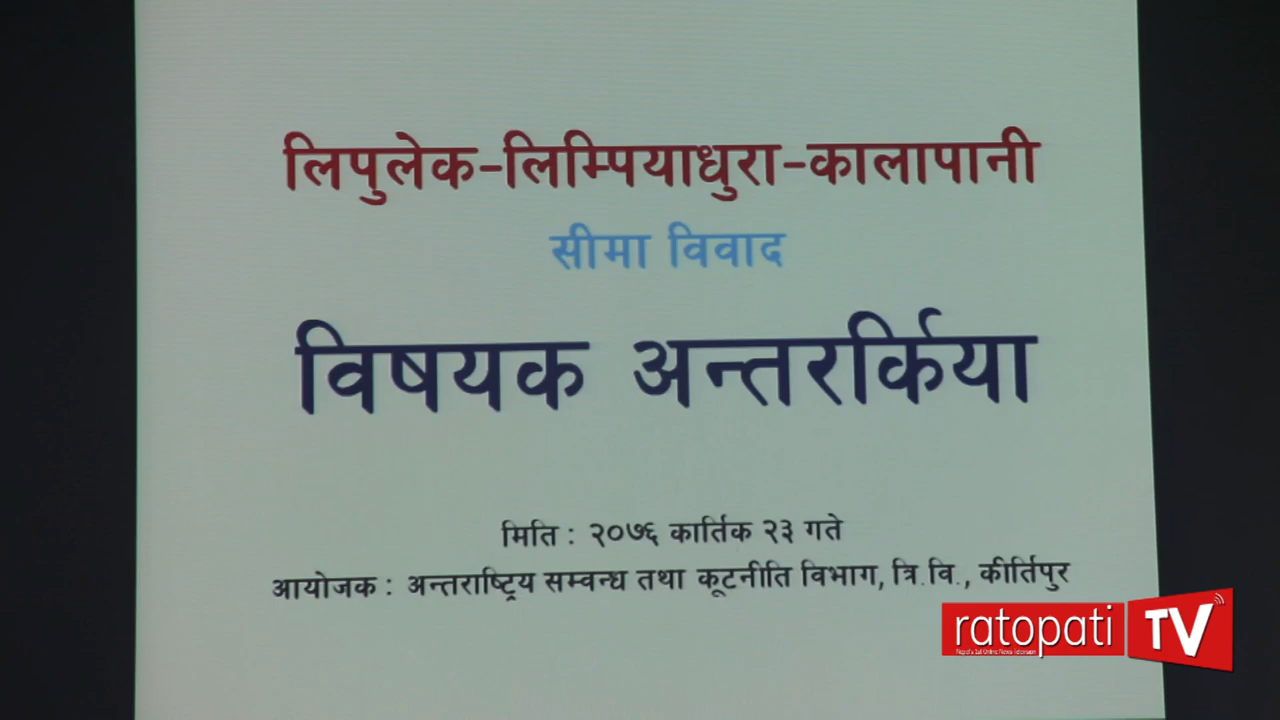 लिपुलेक-लिम्पियाधुरा-कालापानी
सीमा विवाद
विषयक अन्तरर्किया
मिति : २०७६ कार्तिक २३ गते
आयोजक : अन्तराष्ट्रिय सम्वन्ध तथा कूटनीति विभाग, त्रि.वि., कीर्तिपुर
ratopati TV